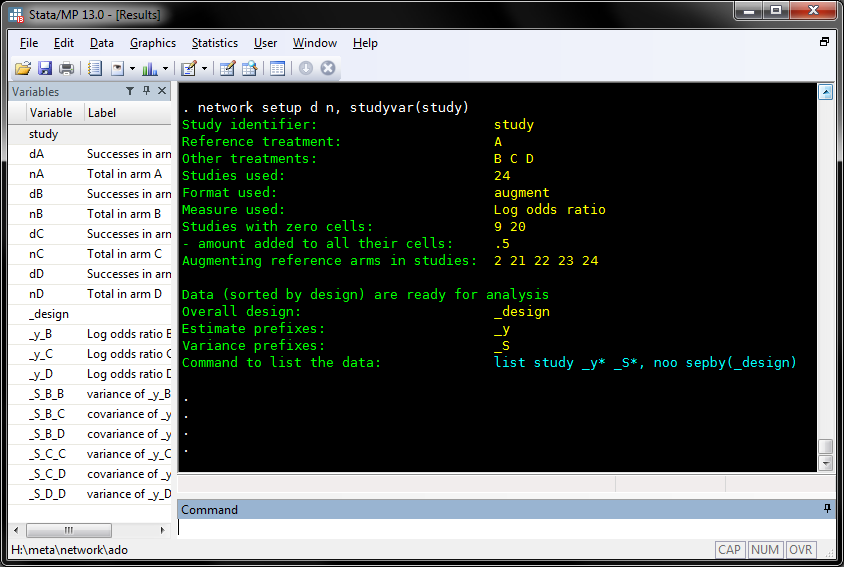 Stata/MP 13.0 - [Results]
File Edit Data Graphics Statistics User Window Help
Variables
Variable Label
study
dA Successes in arm
nA Total in arm A
dB Successes in arm
nB Total in arm B
dC Successes in arm
nC Total in arm C
dD Successes in arm
nD Total in arm D
_design
_y_B Log odds ratio B
_y_C Log odds ratio C
_y_D Log odds ratio D
_S_B_B variance of _y_B
_S_B_C covariance of _y
_S_B_D covariance of _y
_S_C_C variance of _y_C
_S_C_D covariance of _y
_S_D_D variance of _y_D
. network setup d n, studyvar(study)
Study identifier: study
Reference treatment: A
Other treatments: B C D
Studies used: 24
Format used: augment
Measure used: Log odds ratio
Studies with zero cells: 9 20
- amount added to all their cells: .5
Augmenting reference arms in studies: 2 21 22 23 24
Data (sorted by design) are ready for analysis
Overall design: _design
Estimate prefixes: _y
Variance prefixes: _S
Command to list the data: list study _y* _S*, noo sepby(_design)
.
.
.
.
Command
H:\meta\network\ado
CAP NUM OVR